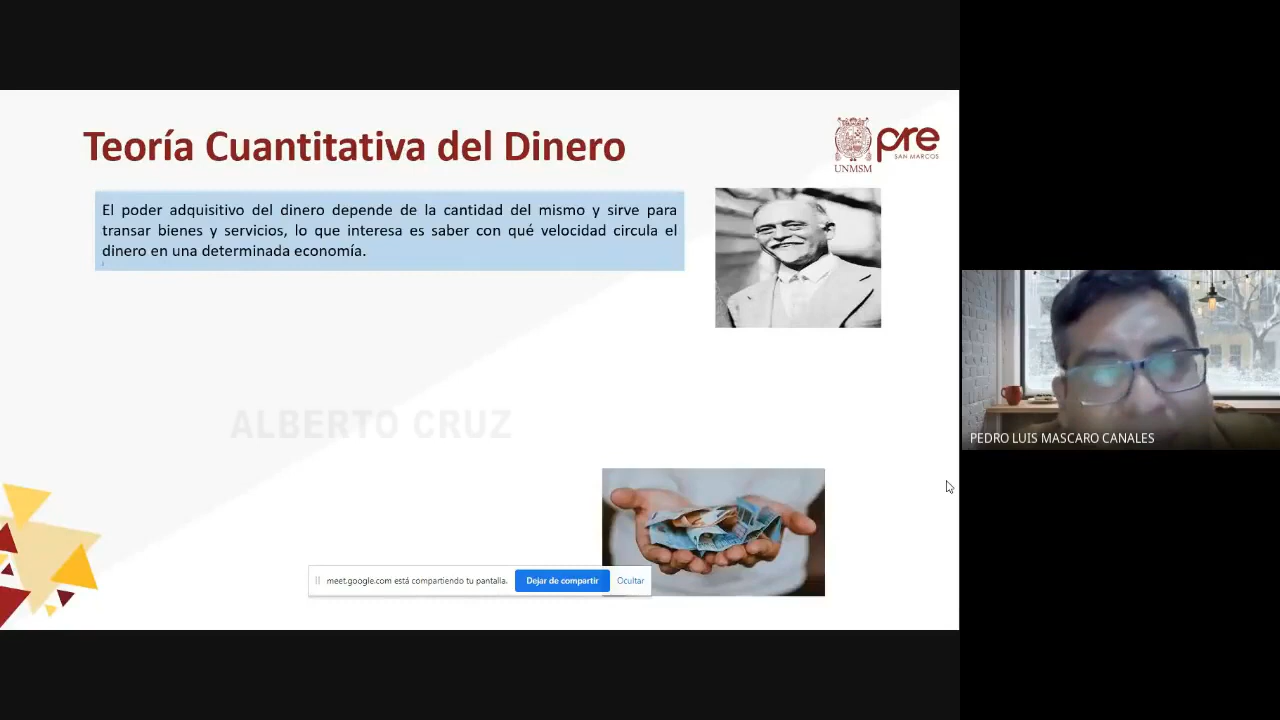 Teoría Cuantitativa del Dinero
UNMSM
pre
SAN MARCOS
El poder adquisitivo del dinero depende de la cantidad del mismo y sirve para
transar bienes y servicios, lo que interesa es saber con qué velocidad circula el
dinero en una determinada economía.
ALBERTO CRUZ
PEDRO LUIS MASCARO CANALES
meet.google.com está compartiendo tu pantalla.
Dejar de compartir
Ocultar